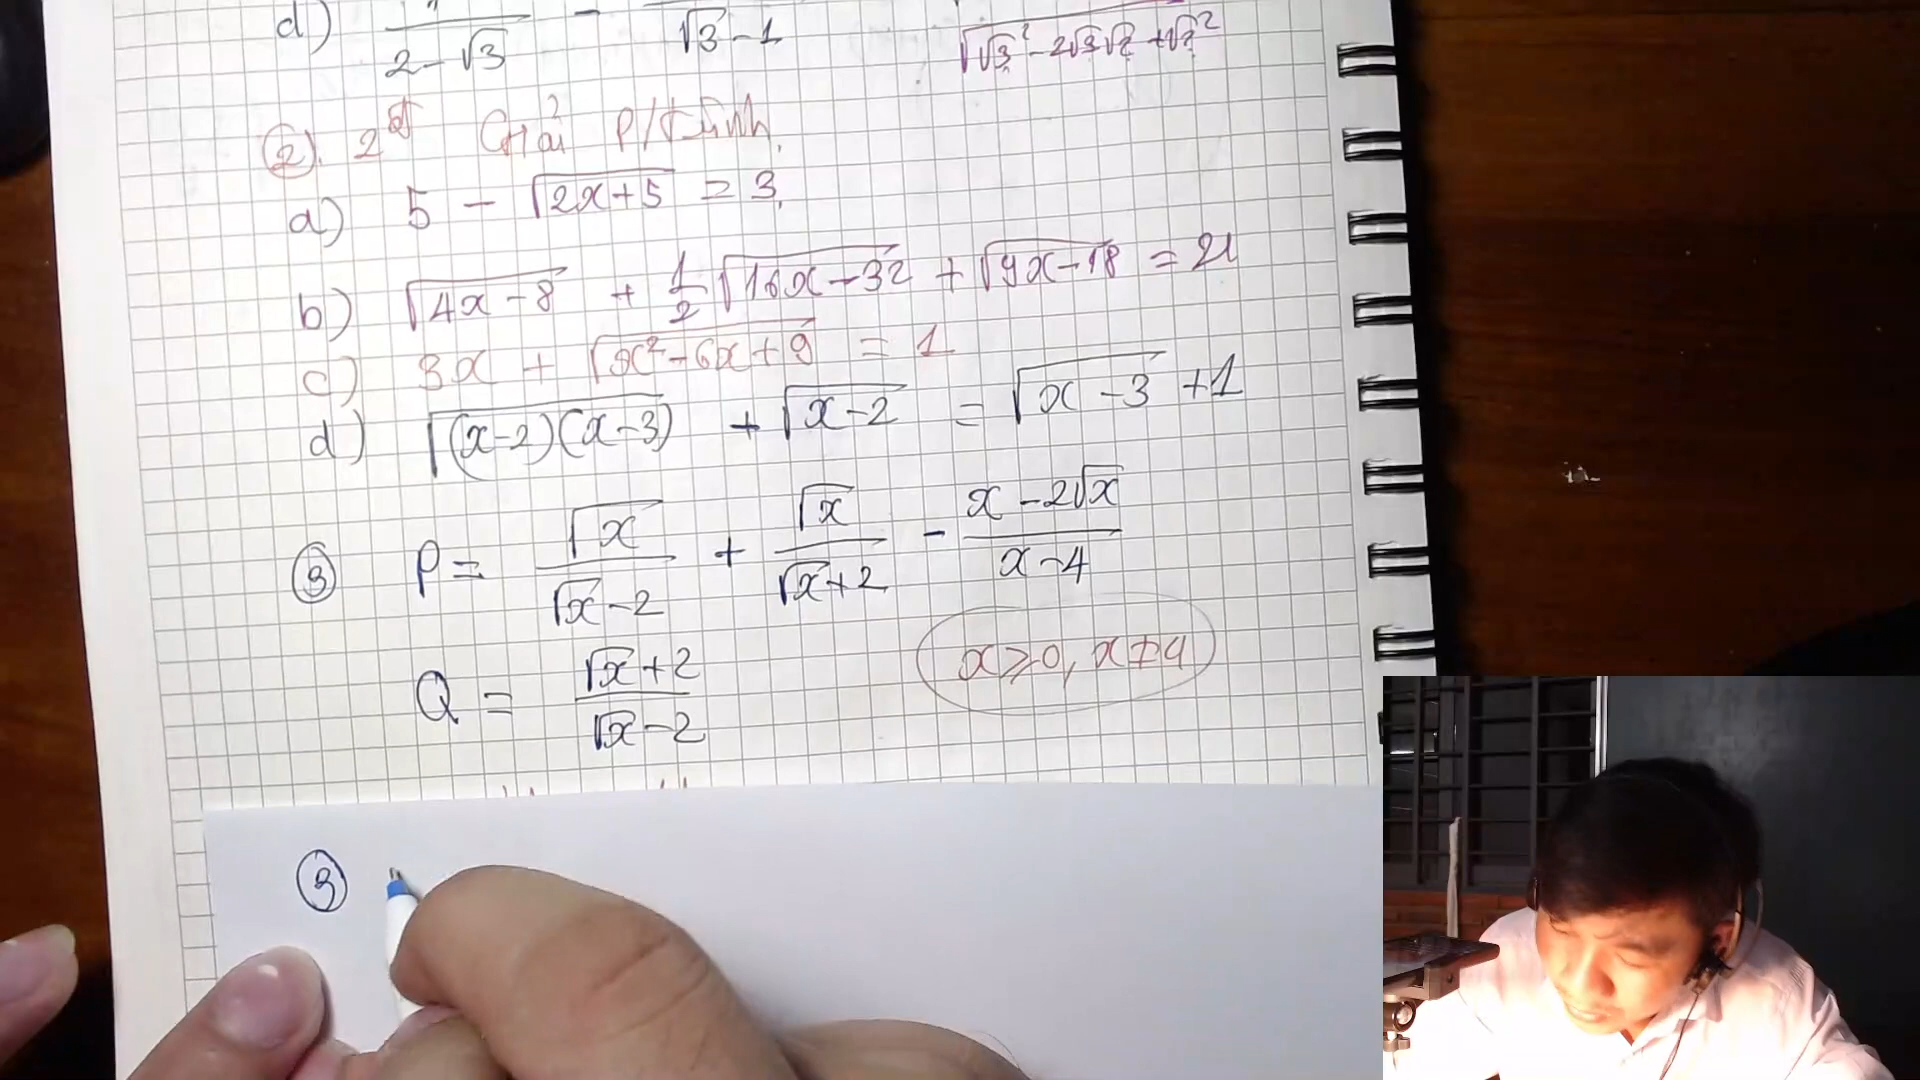 d) 2-√3 - √3-1 √(√3² - 2√3√2 + √2²)
②. 2đ Giải p/trình.
a) 5 - √(2x+5) = 3.
b) √(4x-8) + 1/2 √(16x-32) + √(9x-18) = 21
c) 3x + √(9x²-6x+9) = 1
d) √((x-2)(x-3)) + √(x-2) = √(x-3) + 1
③ P = √x/(√x-2) + √x/(√x+2) - (x-2√x)/(x-4)
Q = (√x+2)/(√x-2) x⩾0, x≠4
③